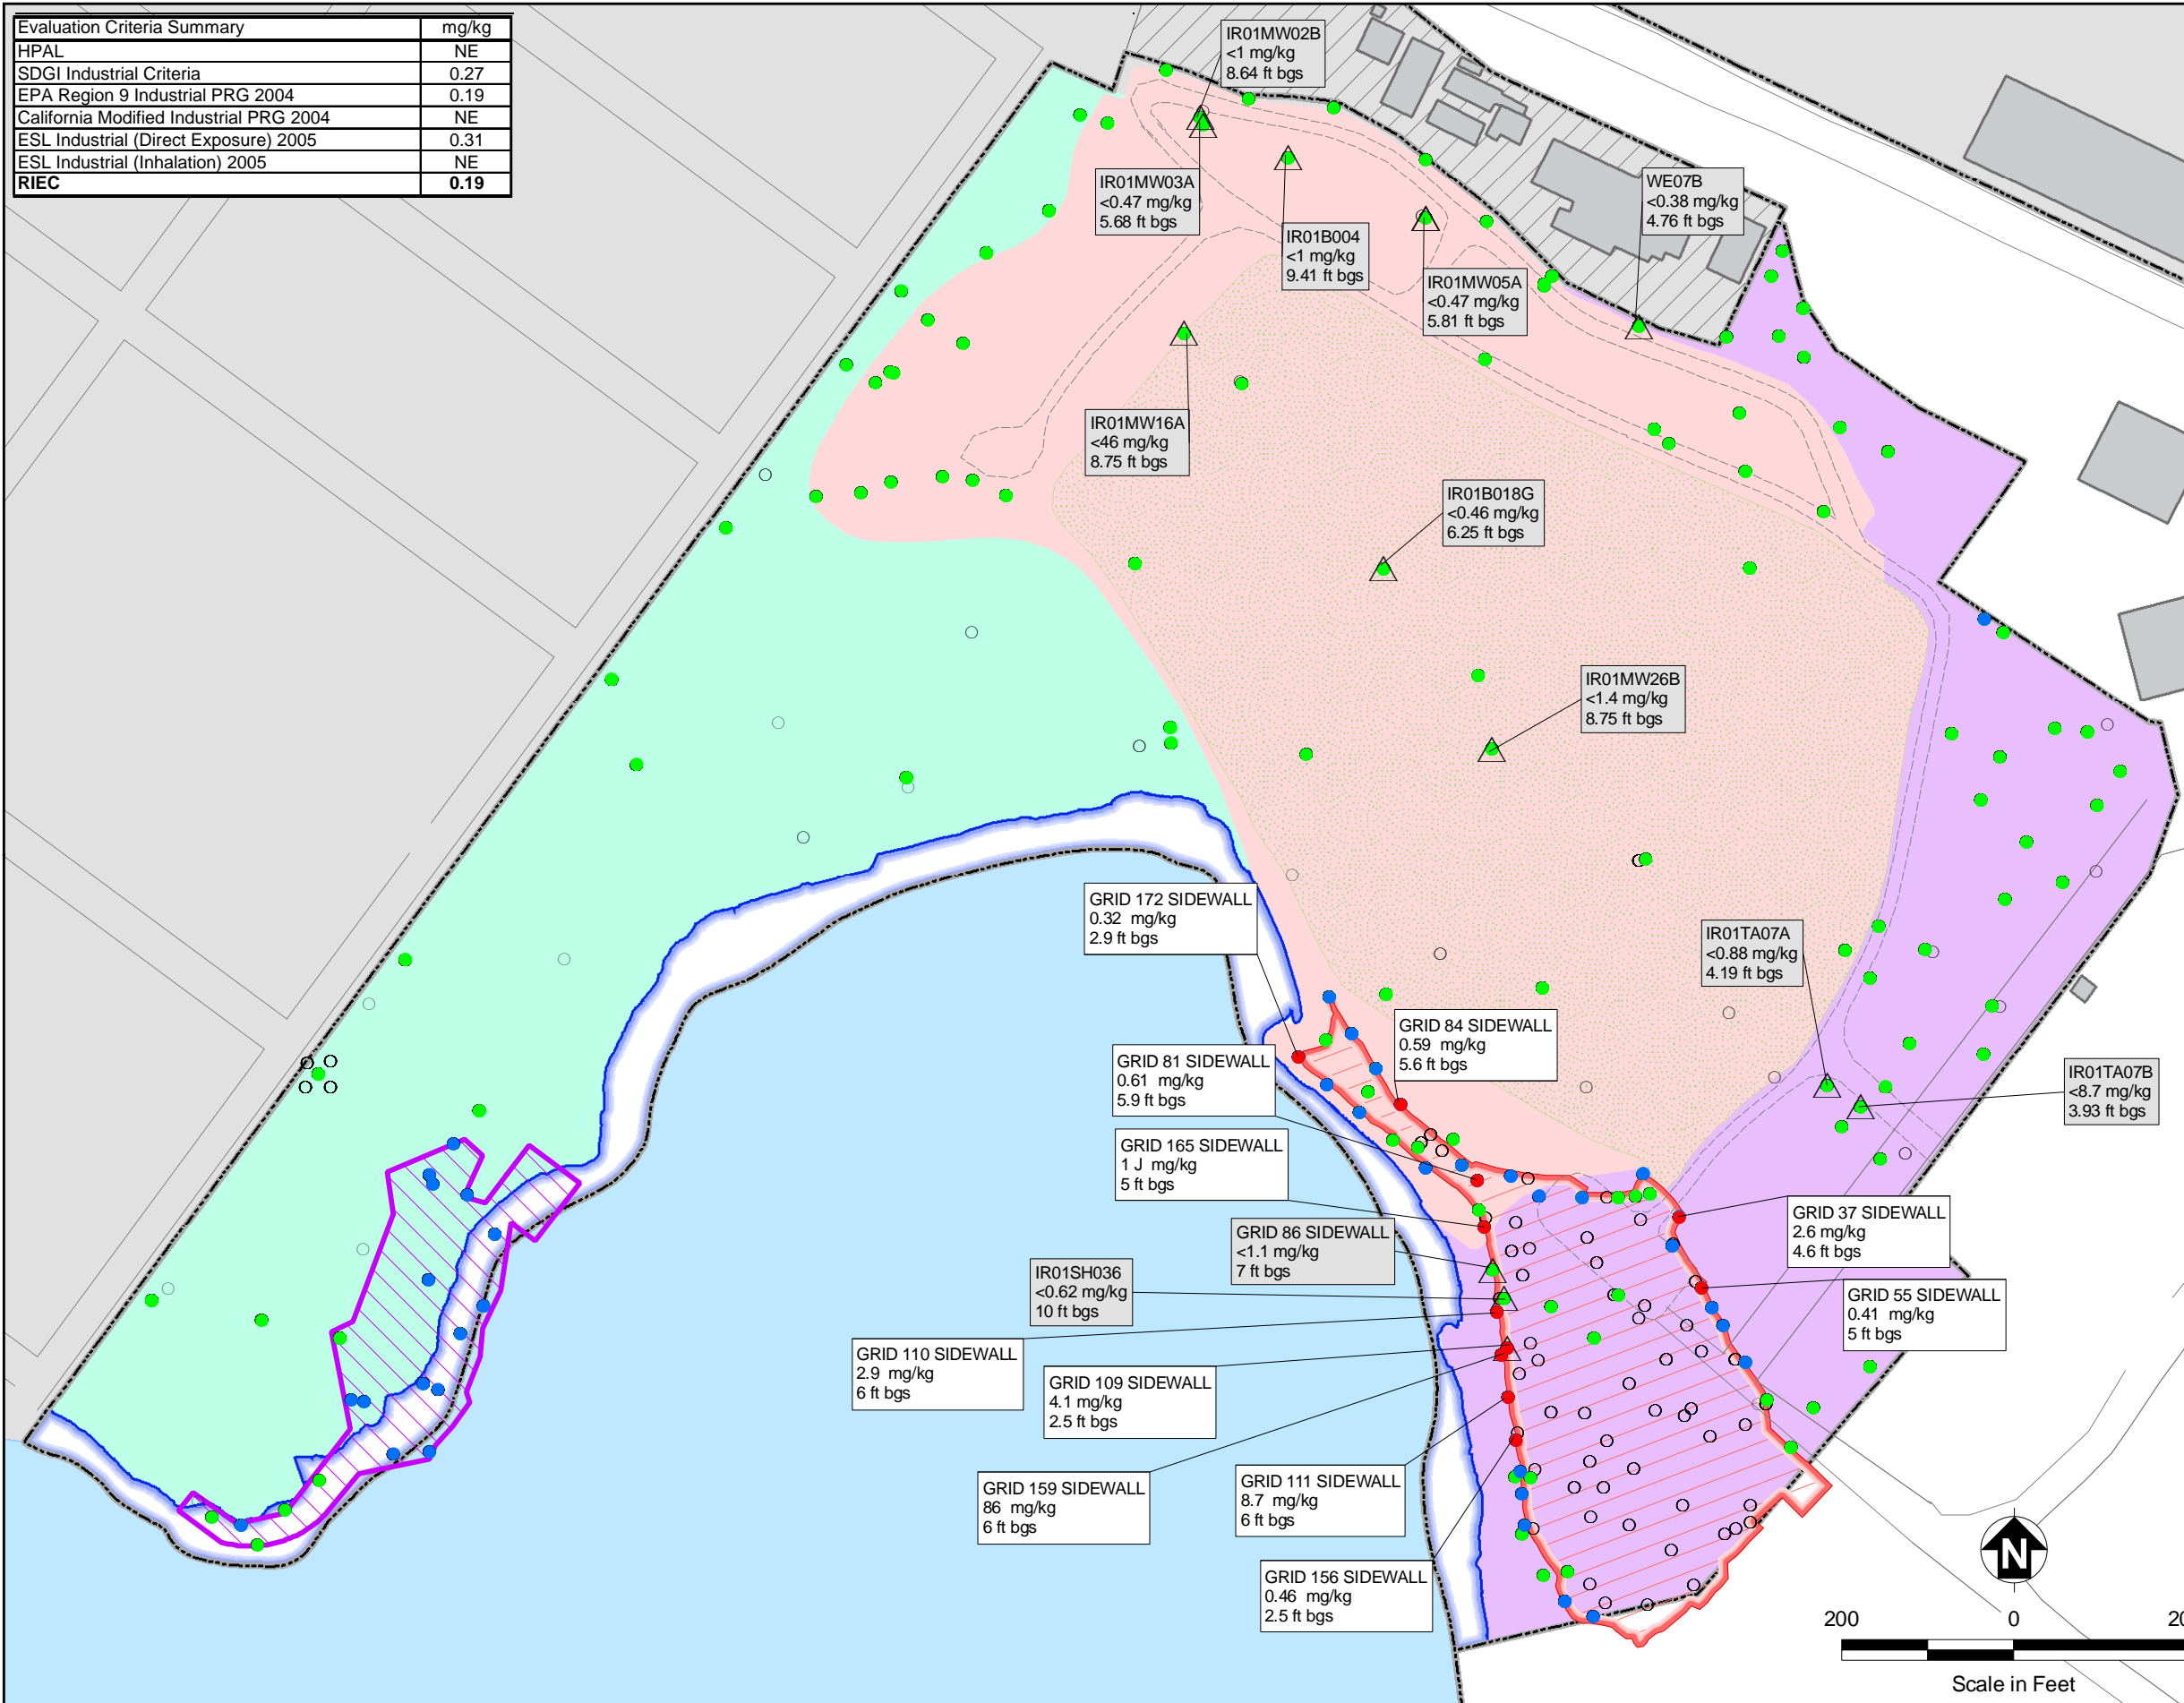 Evaluation Criteria Summary mg/kg
HPAL NE
SDGI Industrial Criteria 0.27
EPA Region 9 Industrial PRG 2004 0.19
California Modified Industrial PRG 2004 NE
ESL Industrial (Direct Exposure) 2005 0.31
ESL Industrial (Inhalation) 2005 NE
RIEC 0.19
IR01MW02B
<1 mg/kg
8.64 ft bgs
IR01MW03A
<0.47 mg/kg
5.68 ft bgs
IR01B004
<1 mg/kg
9.41 ft bgs
WE07B
<0.38 mg/kg
4.76 ft bgs
IR01MW05A
<0.47 mg/kg
5.81 ft bgs
IR01MW16A
<46 mg/kg
8.75 ft bgs
IR01B018G
<0.46 mg/kg
6.25 ft bgs
IR01MW26B
<1.4 mg/kg
8.75 ft bgs
GRID 172 SIDEWALL
0.32 mg/kg
2.9 ft bgs
IR01TA07A
<0.88 mg/kg
4.19 ft bgs
GRID 84 SIDEWALL
0.59 mg/kg
5.6 ft bgs
GRID 81 SIDEWALL
0.61 mg/kg
5.9 ft bgs
IR01TA07B
<8.7 mg/kg
3.93 ft bgs
GRID 165 SIDEWALL
1 J mg/kg
5 ft bgs
GRID 37 SIDEWALL
2.6 mg/kg
4.6 ft bgs
GRID 86 SIDEWALL
<1.1 mg/kg
7 ft bgs
IR01SH036
<0.62 mg/kg
10 ft bgs
GRID 55 SIDEWALL
0.41 mg/kg
5 ft bgs
GRID 110 SIDEWALL
2.9 mg/kg
6 ft bgs
GRID 109 SIDEWALL
4.1 mg/kg
2.5 ft bgs
GRID 159 SIDEWALL
86 mg/kg
6 ft bgs
GRID 111 SIDEWALL
8.7 mg/kg
6 ft bgs
GRID 156 SIDEWALL
0.46 mg/kg
2.5 ft bgs
N
200 0
Scale in Feet